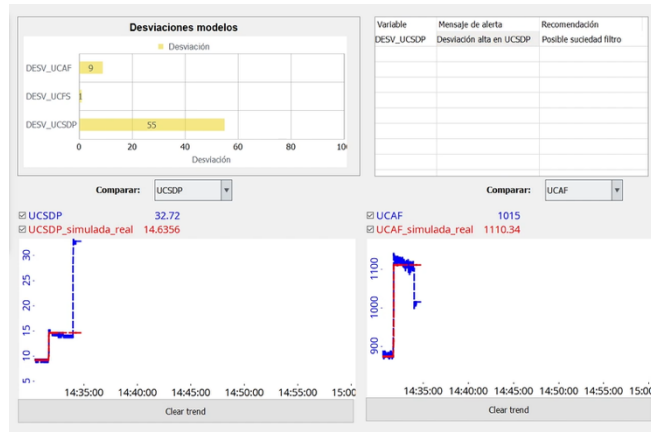 Desviaciones modelos
Desviación
DESV_UCAF 9
DESV_UCFS 1
DESV_UCSDP 55
0 20 40 60 80 10
Desviación
Variable Mensaje de alerta Recomendación
DESV_UCSDP Desviación alta en UCSDP Posible suciedad filtro
Comparar: UCSDP
UCSDP 32.72
UCSDP_simulada_real 14.6356
30
25
20
15
10
5
14:35:00 14:40:00 14:45:00 14:50:00 14:55:00 15:00
Clear trend
Comparar: UCAF
UCAF 1015
UCAF_simulada_real 1110.34
1100
1000
900
14:35:00 14:40:00 14:45:00 14:50:00 14:55:00 15:00
Clear trend